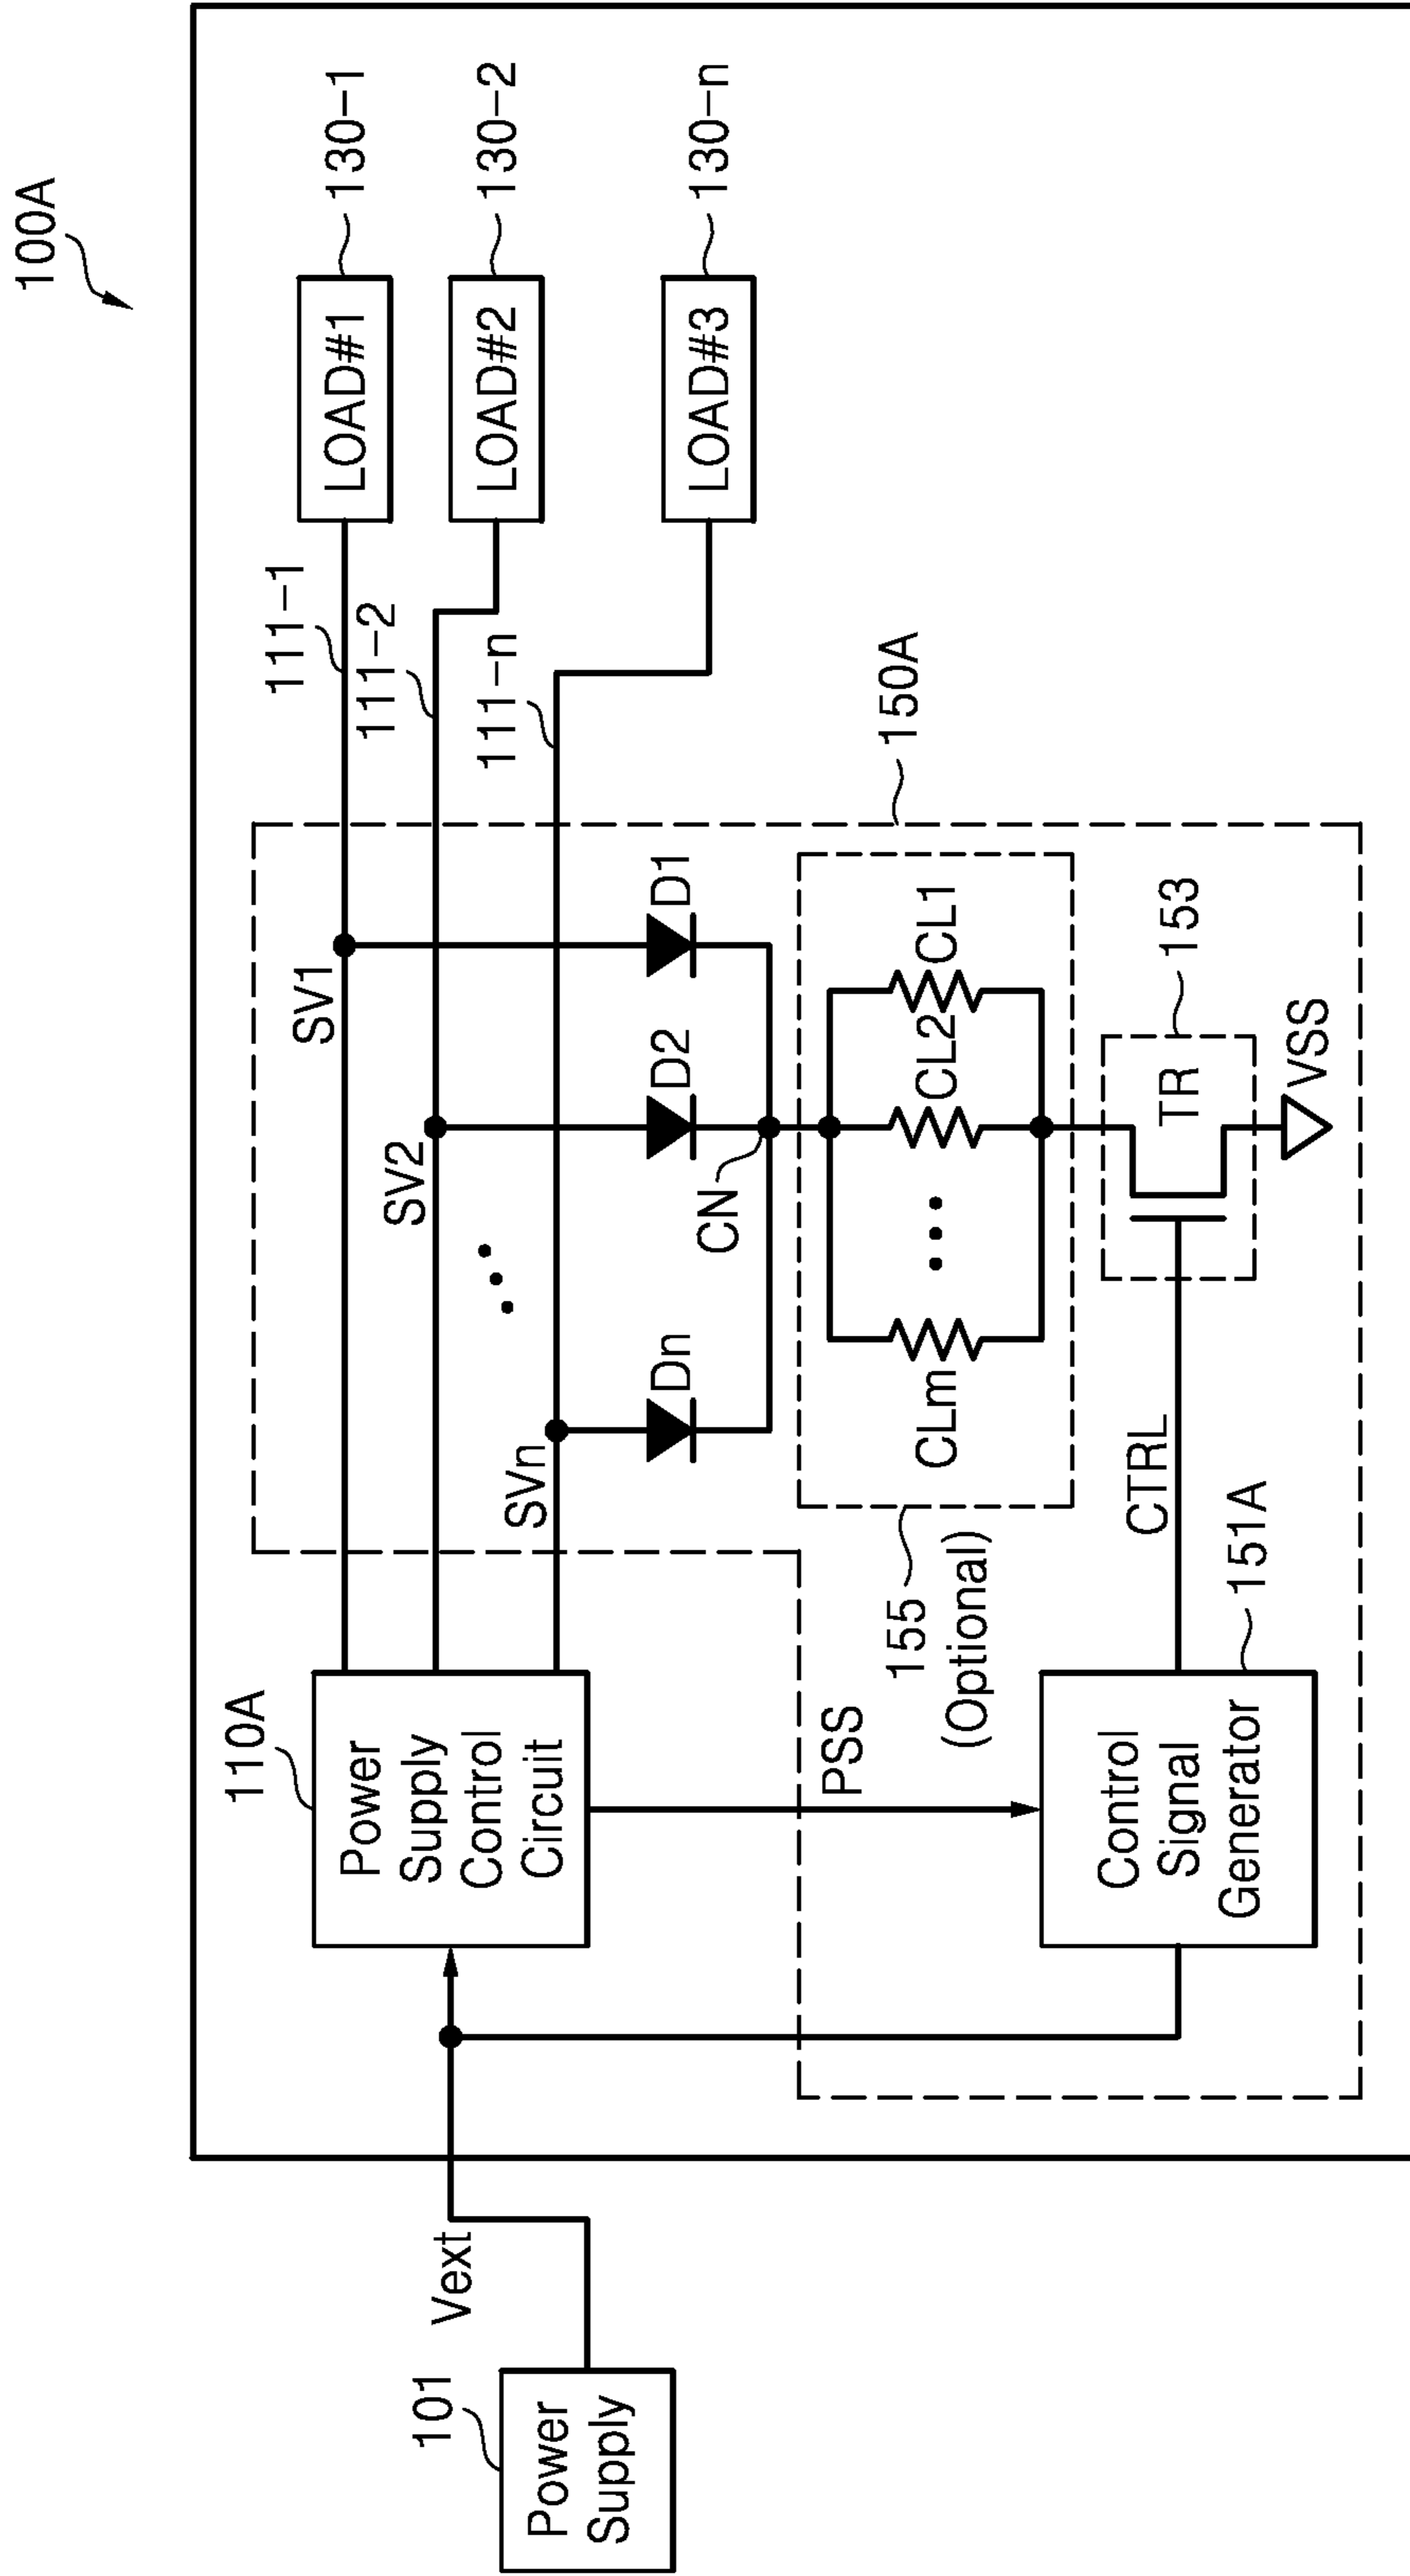 100A
101
Power
Supply
Vext
110A
Power
Supply
Control
Circuit
SV1
SV2
SVn
111-1
111-2
111-n
LOAD#1
130-1
LOAD#2
130-2
LOAD#3
130-n
150A
Dn
D2
D1
CN
CLm
CL2
CL1
155
(Optional)
PSS
Control
Signal
Generator
151A
CTRL
TR
153
VSS